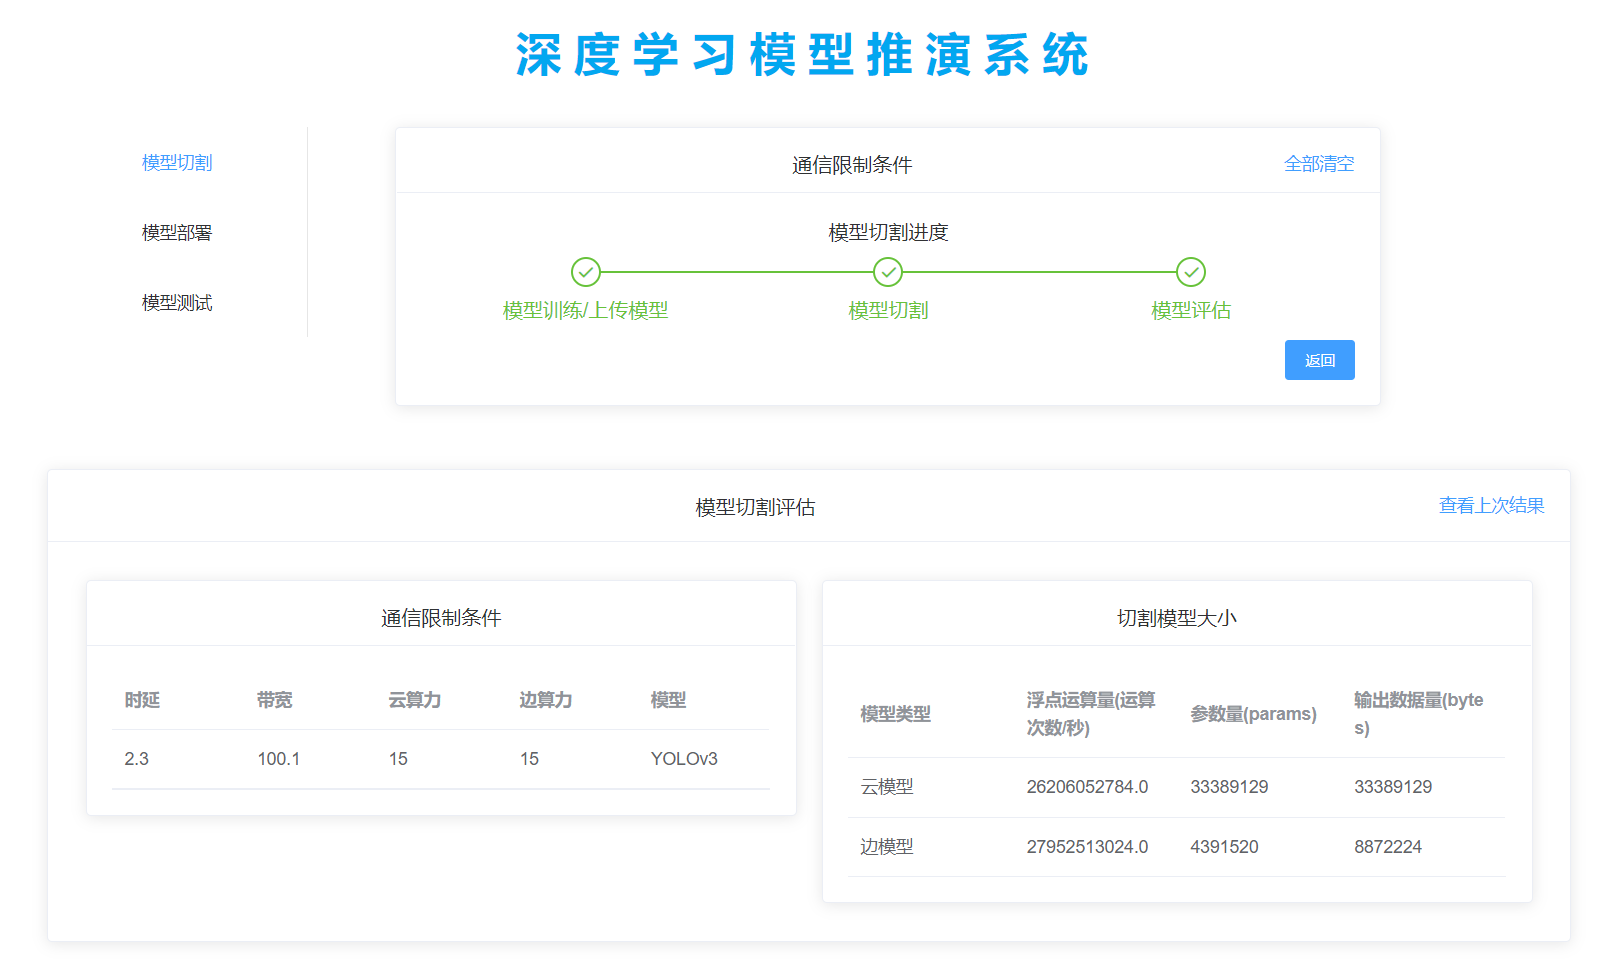 深度学习模型推演系统
模型切割
模型部署
模型测试
通信限制条件
全部清空
模型切割进度
模型训练/上传模型
模型切割
模型评估
返回
模型切割评估
查看上次结果
通信限制条件
时延 带宽 云算力 边算力 模型
2.3 100.1 15 15 YOLOv3
切割模型大小
模型类型 浮点运算量(运算 参数量(params) 输出数据量(byte
次数/秒) s)
云模型 26206052784.0 33389129 33389129
边模型 27952513024.0 4391520 8872224